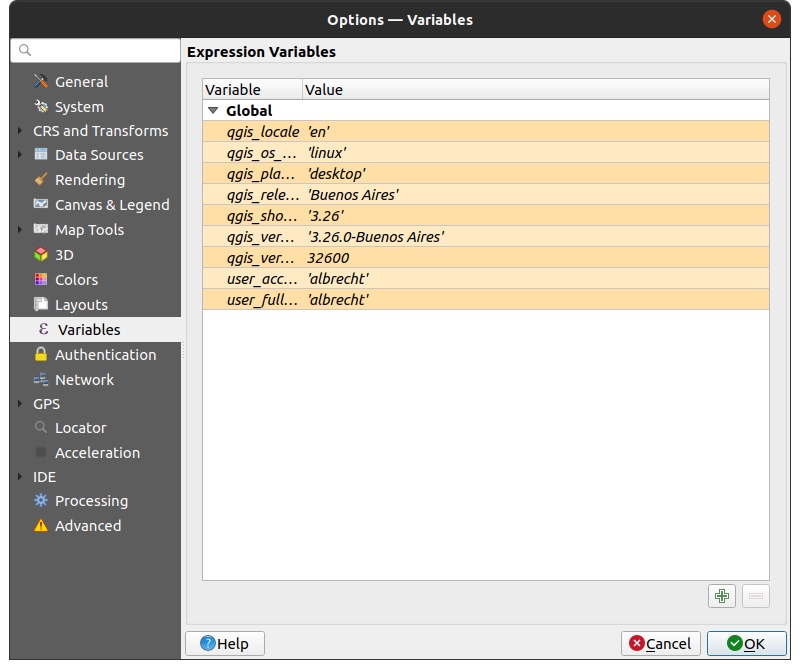 Options — Variables
Expression Variables
General
System
CRS and Transforms
Data Sources
Rendering
Canvas & Legend
Map Tools
3D
Colors
Layouts
ε Variables
Authentication
Network
GPS
Locator
Acceleration
IDE
Processing
Advanced
Variable Value
Global
qgis_locale 'en'
qgis_os_... 'linux'
qgis_pla... 'desktop'
qgis_rele... 'Buenos Aires'
qgis_sho... '3.26'
qgis_ver... '3.26.0-Buenos Aires'
qgis_ver... 32600
user_acc... 'albrecht'
user_full... 'albrecht'
Help
Cancel
OK